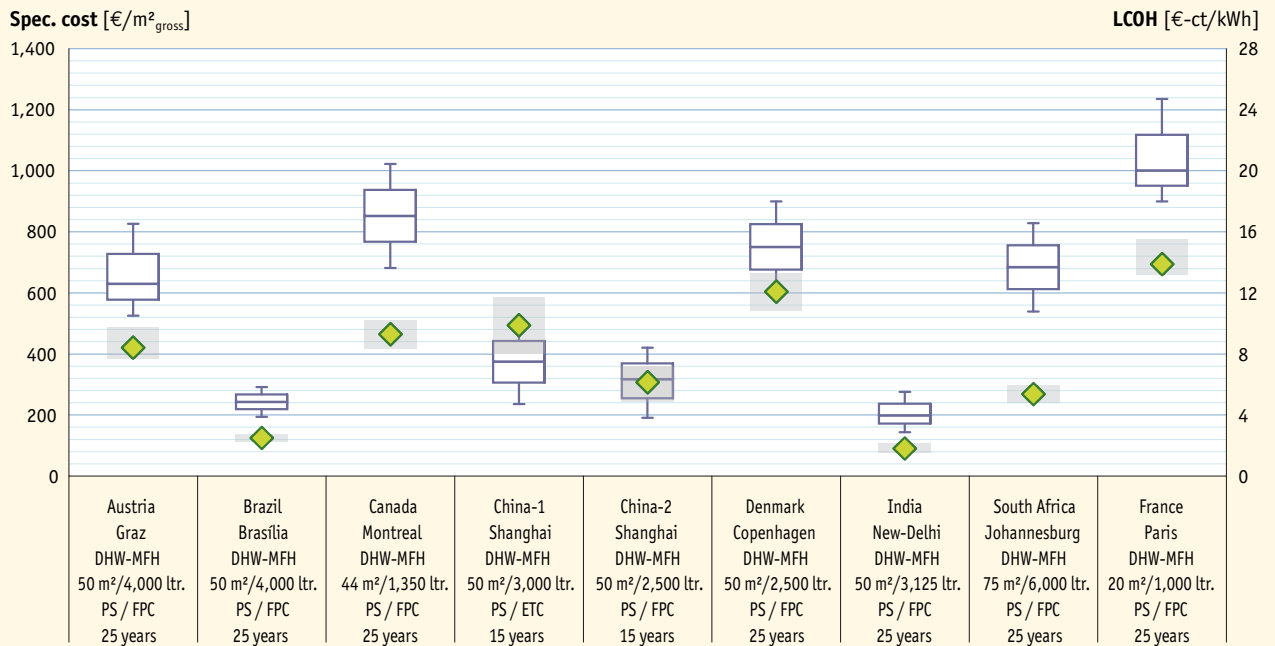 Spec. cost [€/m²gross]
LCOH [€-ct/kWh]
1,400
1,200
1,000
800
600
400
200
0
28
24
20
16
12
8
4
0
Austria
Graz
DHW-MFH
50 m²/4,000 ltr.
PS / FPC
25 years
Brazil
Brasília
DHW-MFH
50 m²/4,000 ltr.
PS / FPC
25 years
Canada
Montreal
DHW-MFH
44 m²/1,350 ltr.
PS / FPC
25 years
China-1
Shanghai
DHW-MFH
50 m²/3,000 ltr.
PS / ETC
15 years
China-2
Shanghai
DHW-MFH
50 m²/2,500 ltr.
PS / FPC
15 years
Denmark
Copenhagen
DHW-MFH
50 m²/2,500 ltr.
PS / FPC
25 years
India
New-Delhi
DHW-MFH
50 m²/3,125 ltr.
PS / FPC
25 years
South Africa
Johannesburg
DHW-MFH
75 m²/6,000 ltr.
PS / FPC
25 years
France
Paris
DHW-MFH
20 m²/1,000 ltr.
PS / FPC
25 years